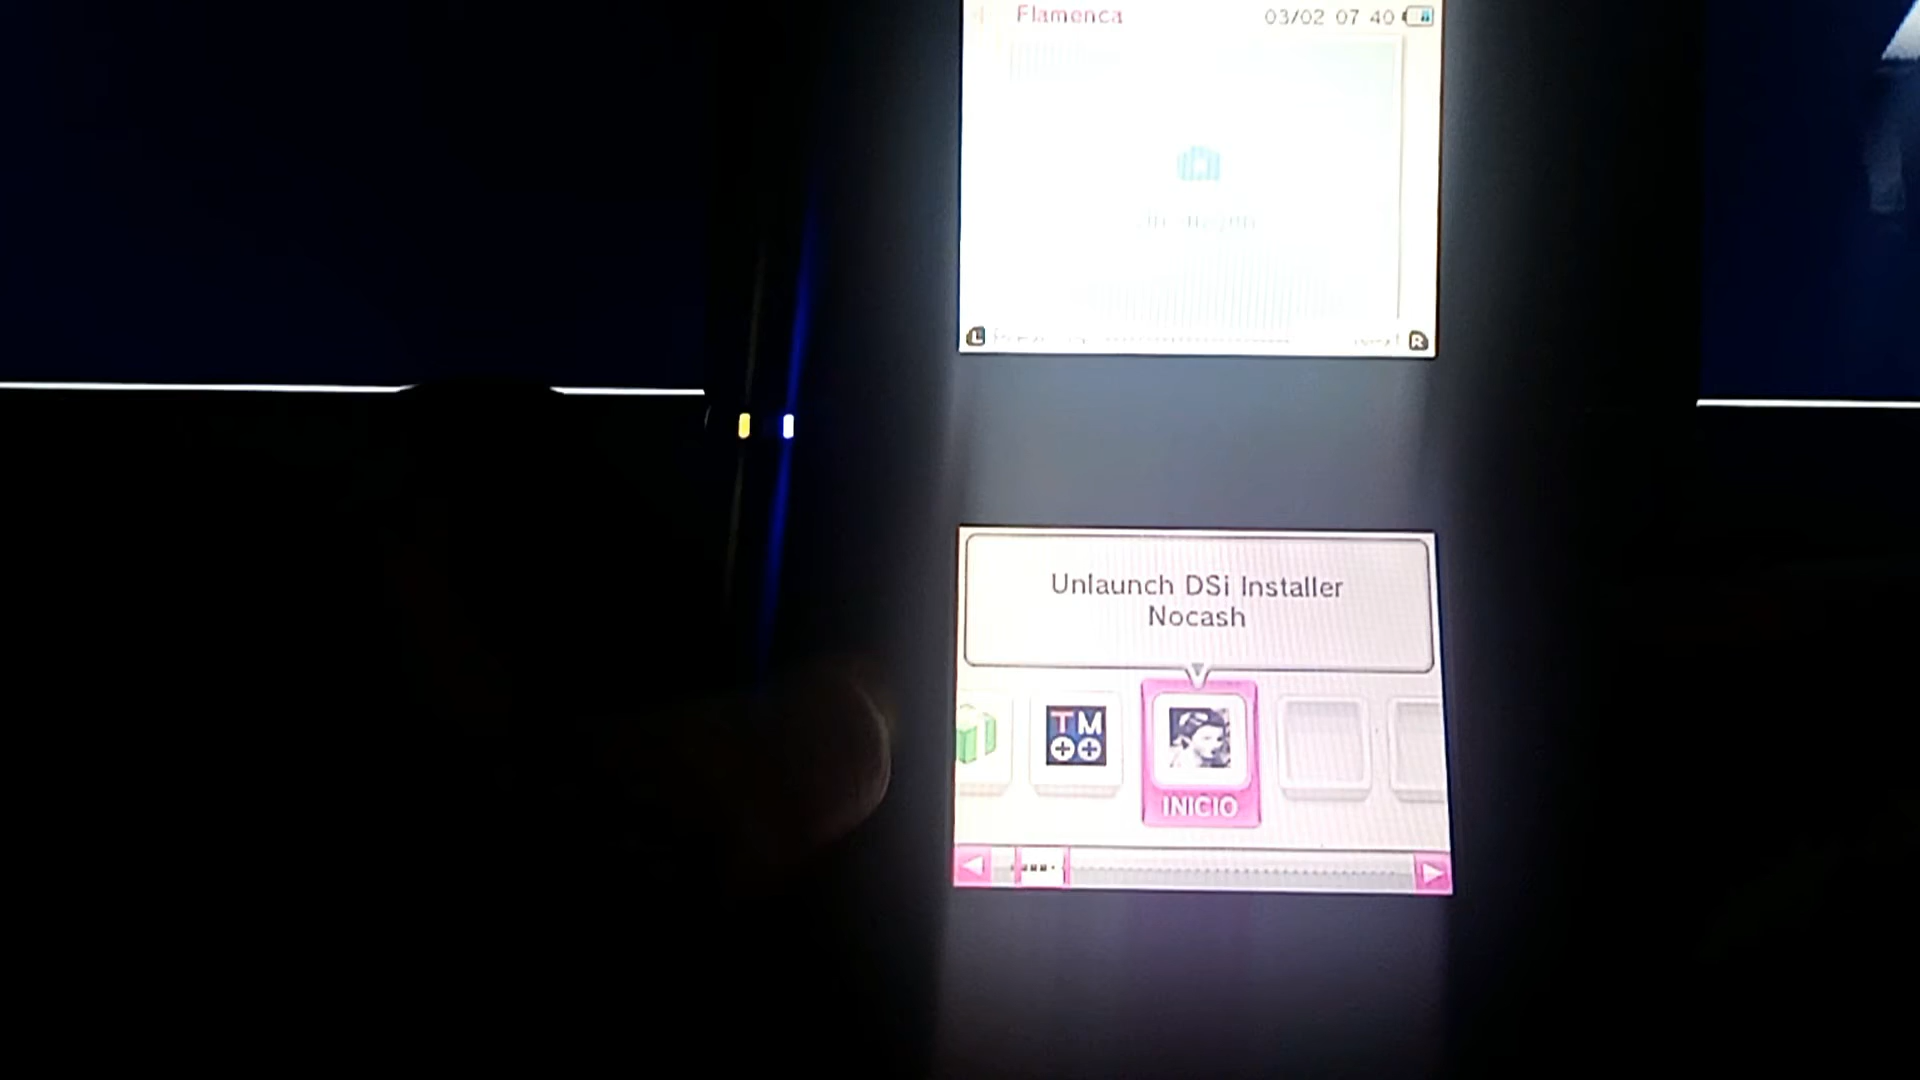 Flamenca
03/02 07 40
L
R
Unlaunch DSi Installer
Nocash
TM
INICIO